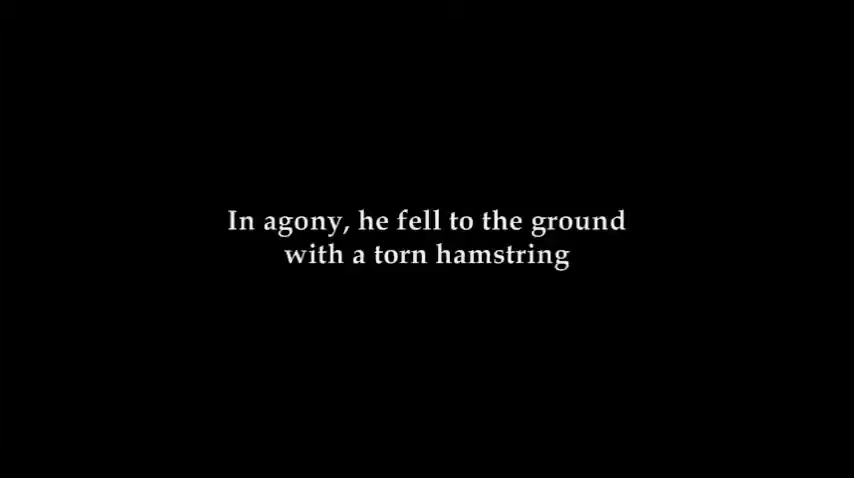 In agony, he fell to the ground
with a torn hamstring